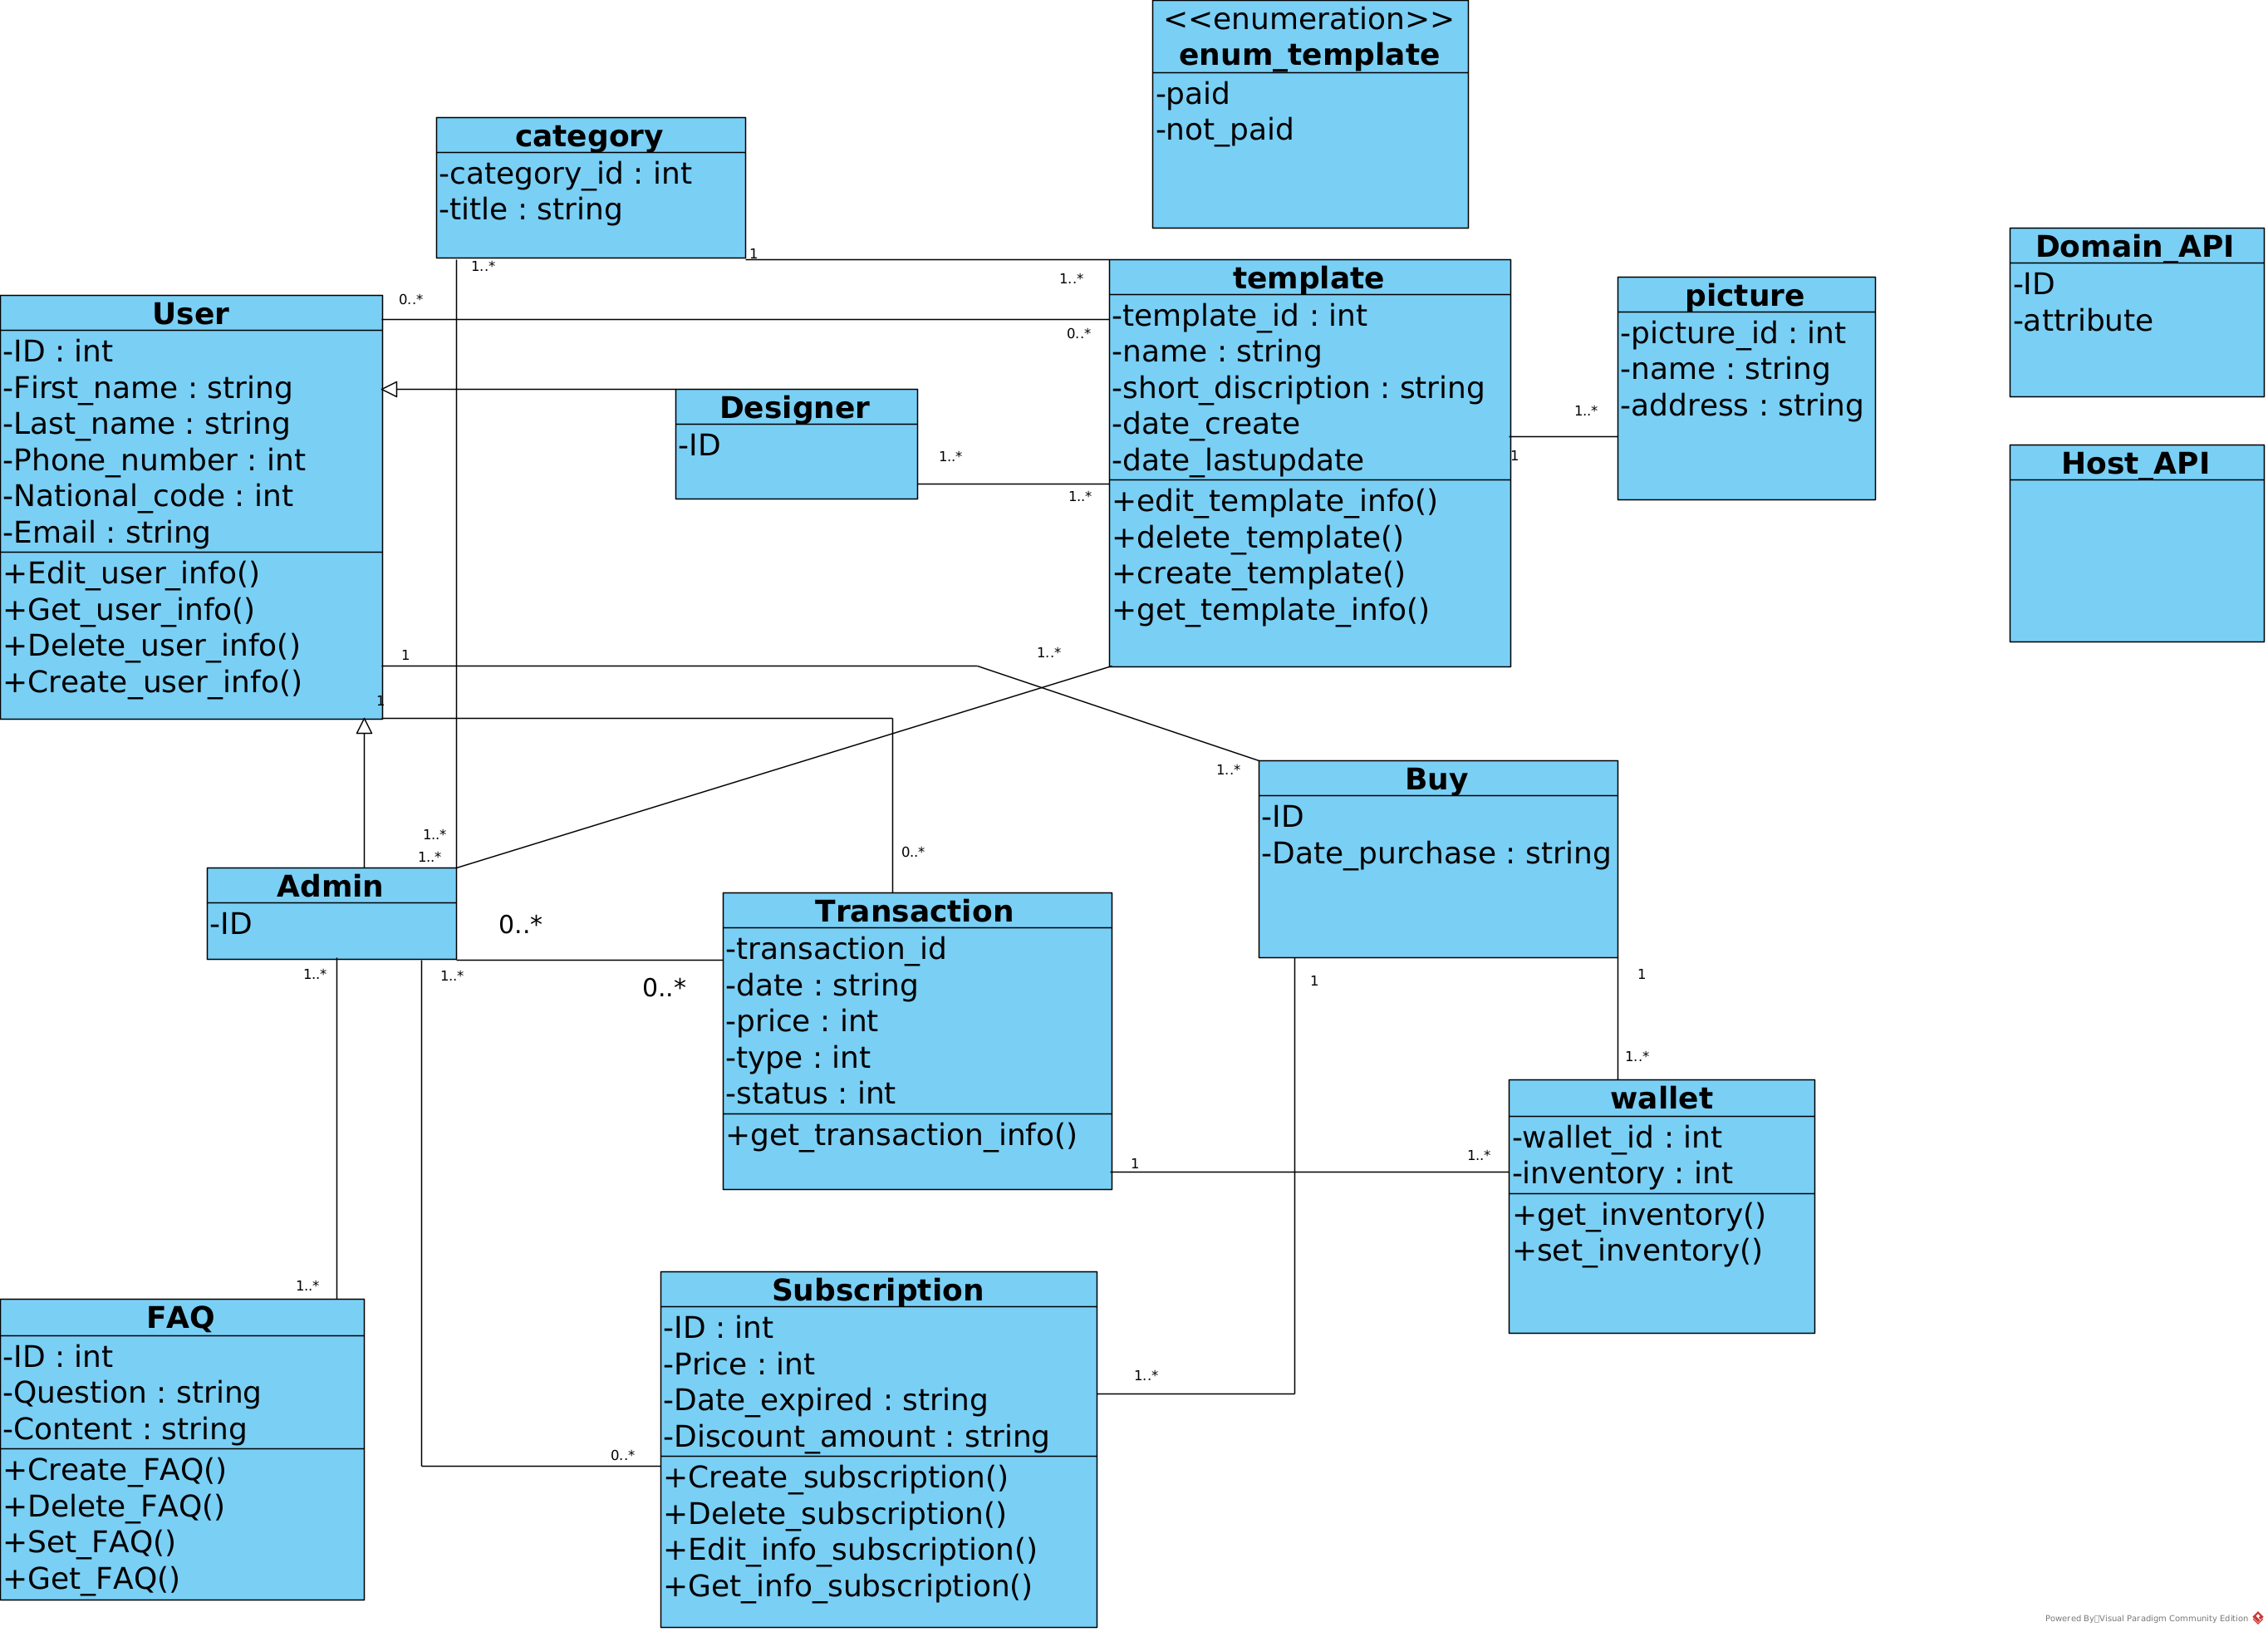 <<enumeration>>
enum_template
-paid
-not_paid
category
-category_id : int
-title : string
1
1..*
1..*
Domain_API
-ID
-attribute
template
-template_id : int
-name : string
-short_discription : string
-date_create
-date_lastupdate
+edit_template_info()
+delete_template()
+create_template()
+get_template_info()
picture
-picture_id : int
-name : string
-address : string
1..*
1
User
-ID : int
-First_name : string
-Last_name : string
-Phone_number : int
-National_code : int
-Email : string
+Edit_user_info()
+Get_user_info()
+Delete_user_info()
+Create_user_info()
0..*
0..*
Designer
-ID
1..*
1..*
Host_API
1
1..*
1
1..*
Buy
-ID
-Date_purchase : string
1..*
1..*
0..*
Admin
-ID
0..*
0..*
Transaction
-transaction_id
-date : string
-price : int
-type : int
-status : int
+get_transaction_info()
1..*
1..*
1
1
1..*
wallet
-wallet_id : int
-inventory : int
+get_inventory()
+set_inventory()
1
1..*
1..*
FAQ
-ID : int
-Question : string
-Content : string
+Create_FAQ()
+Delete_FAQ()
+Set_FAQ()
+Get_FAQ()
Subscription
-ID : int
-Price : int
-Date_expired : string
-Discount_amount : string
+Create_subscription()
+Delete_subscription()
+Edit_info_subscription()
+Get_info_subscription()
1..*
0..*
Powered By Visual Paradigm Community Edition